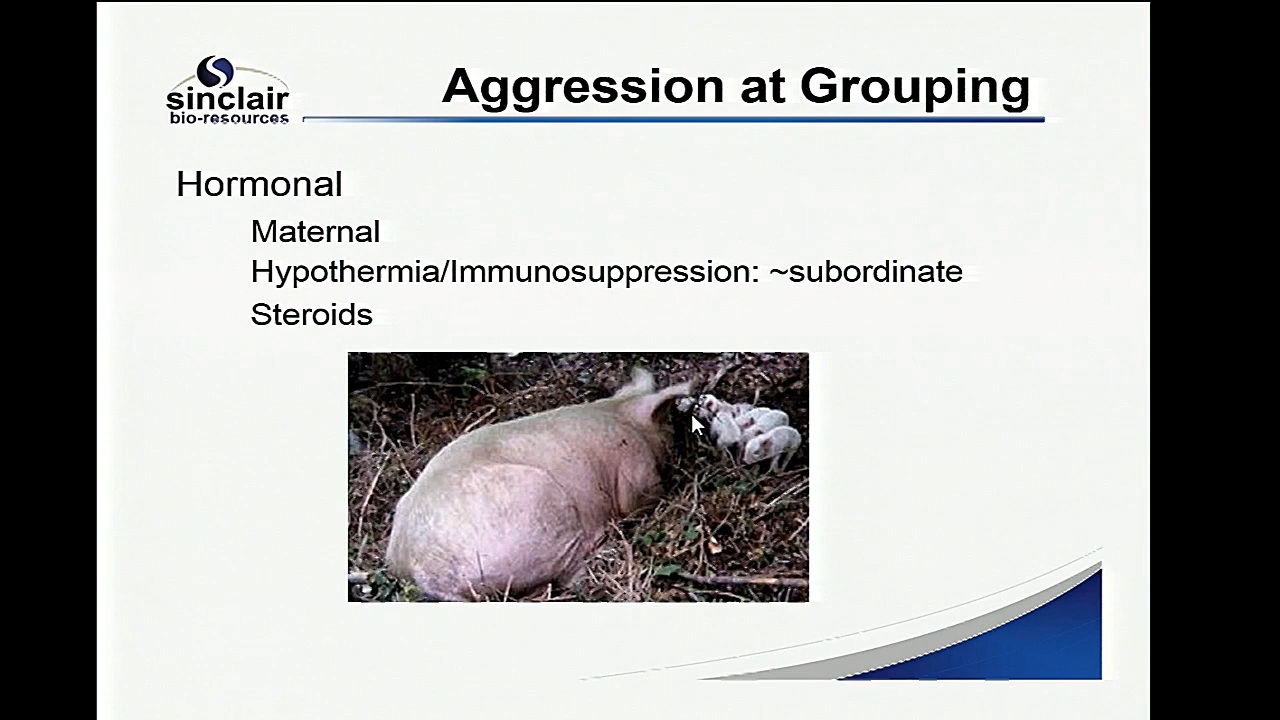 sinclair
bio-resources
Aggression at Grouping
Hormonal
Maternal
Hypothermia/Immunosuppression: ~subordinate
Steroids